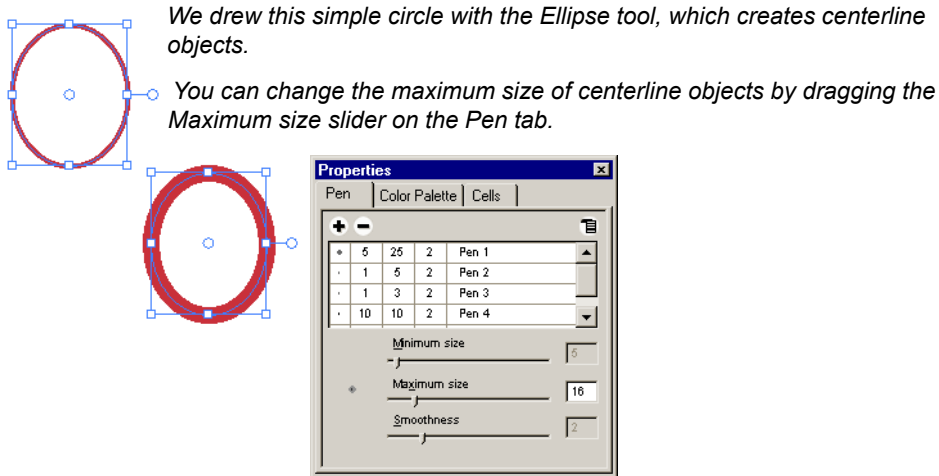 We drew this simple circle with the Ellipse tool, which creates centerline
objects.
You can change the maximum size of centerline objects by dragging the
Maximum size slider on the Pen tab.
Properties
Pen Color Palette Cells
5 25 2 Pen 1
1 5 2 Pen 2
1 3 2 Pen 3
10 10 2 Pen 4
Minimum size
5
Maximum size
16
Smoothness
2